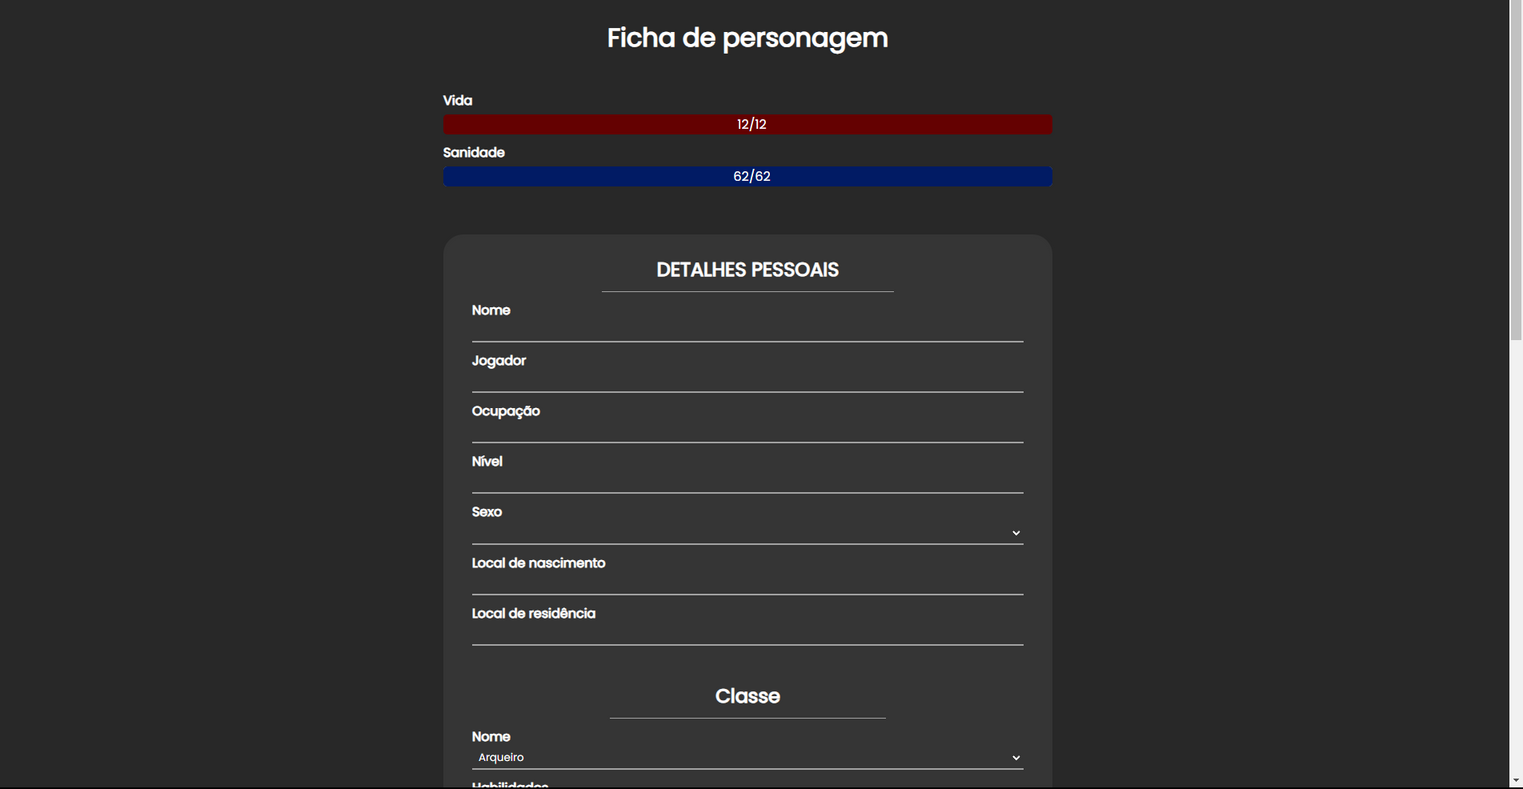 Ficha de personagem
Vida
12/12
Sanidade
62/62
DETALHES PESSOAIS
Nome
Jogador
Ocupação
Nível
Sexo
Local de nascimento
Local de residência
Classe
Nome
Arqueiro
Habilidades